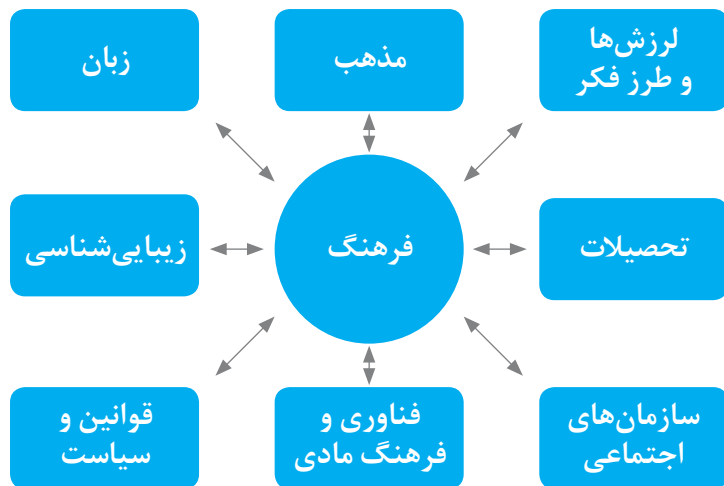 لرزش‌ها
و طرز فکر
مذهب
زبان
تحصیلات
فرهنگ
زیبایی‌شناسی
سازمان‌های
اجتماعی
فناوری و
فرهنگ مادی
قوانین و
سیاست